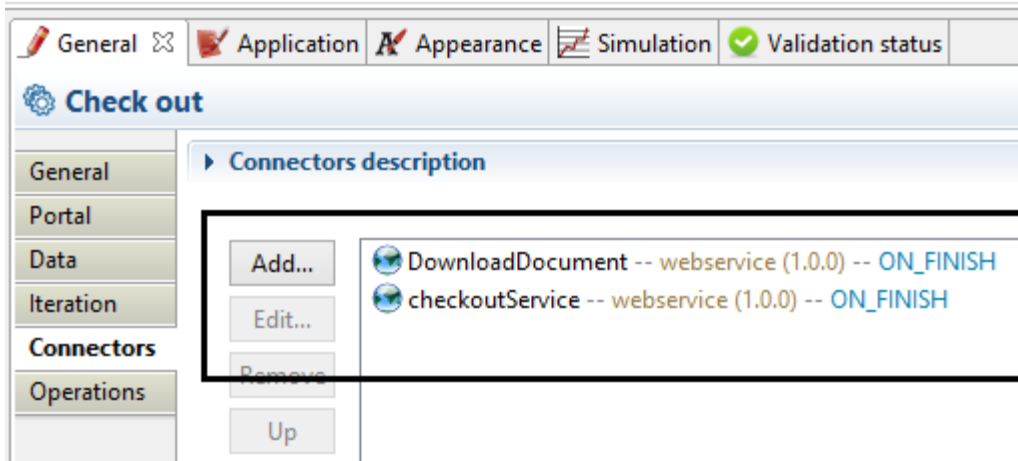 General Application Appearance Simulation Validation status
Check out
General
Portal
Data
Iteration
Connectors
Operations
Connectors description
Add...
Edit...
Remove
Up
DownloadDocument -- webservice (1.0.0) -- ON_FINISH
checkoutService -- webservice (1.0.0) -- ON_FINISH